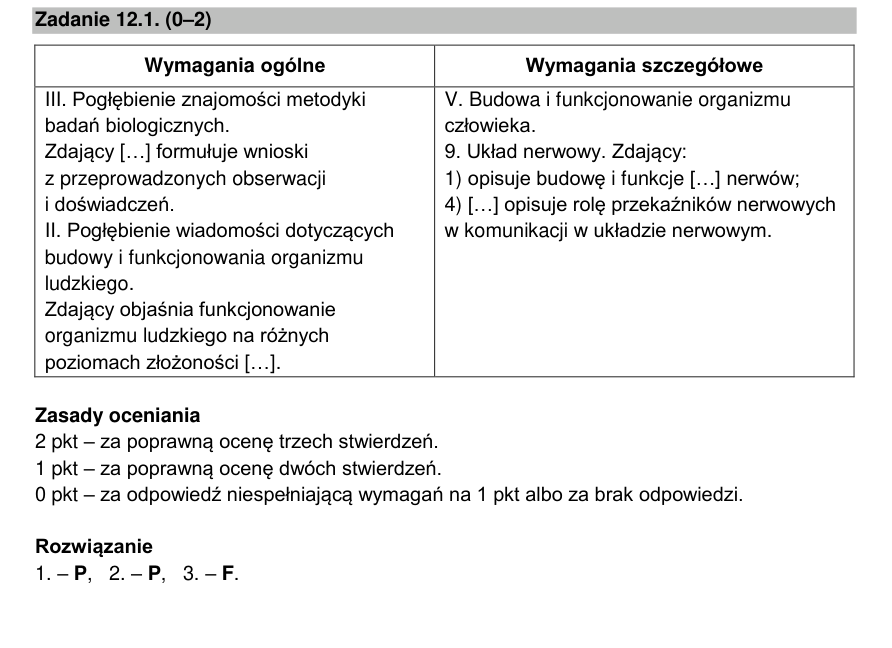 Zadanie 12.1. (0–2)
Wymagania ogólne
Wymagania szczegółowe
III. Pogłębienie znajomości metodyki
badań biologicznych.
Zdający […] formułuje wnioski
z przeprowadzonych obserwacji
i doświadczeń.
II. Pogłębienie wiadomości dotyczących
budowy i funkcjonowania organizmu
ludzkiego.
Zdający objaśnia funkcjonowanie
organizmu ludzkiego na różnych
poziomach złożoności […].
V. Budowa i funkcjonowanie organizmu
człowieka.
9. Układ nerwowy. Zdający:
1) opisuje budowę i funkcje […] nerwów;
4) […] opisuje rolę przekaźników nerwowych
w komunikacji w układzie nerwowym.
Zasady oceniania
2 pkt – za poprawną ocenę trzech stwierdzeń.
1 pkt – za poprawną ocenę dwóch stwierdzeń.
0 pkt – za odpowiedź niespełniającą wymagań na 1 pkt albo za brak odpowiedzi.
Rozwiązanie
1. – P, 2. – P, 3. – F.